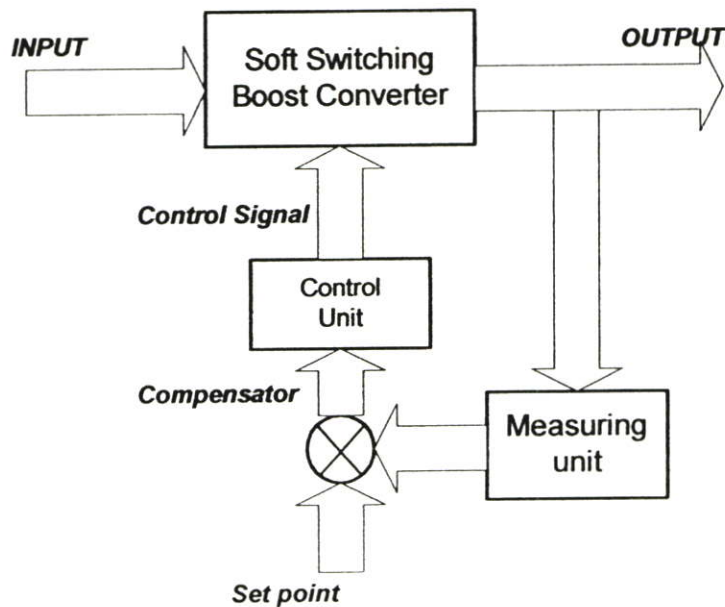 INPUT
OUTPUT
Soft Switching
Boost Converter
Control Signal
Control
Unit
Compensator
Measuring
unit
Set point